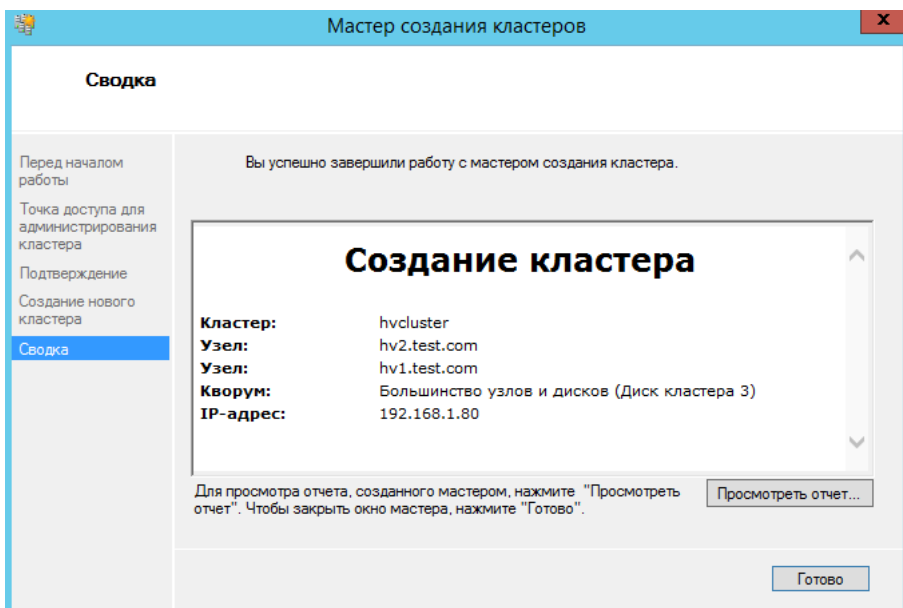 Мастер создания кластеров
x
Сводка
Перед началом
работы
Точка доступа для
администрирования
кластера
Подтверждение
Создание нового
кластера
Сводка
Вы успешно завершили работу с мастером создания кластера.
Создание кластера
Кластер: hvcluster
Узел: hv2.test.com
Узел: hv1.test.com
Кворум: Большинство узлов и дисков (Диск кластера 3)
IP-адрес: 192.168.1.80
Для просмотра отчета, созданного мастером, нажмите "Просмотреть
отчет". Чтобы закрыть окно мастера, нажмите "Готово".
Просмотреть отчет...
Готово